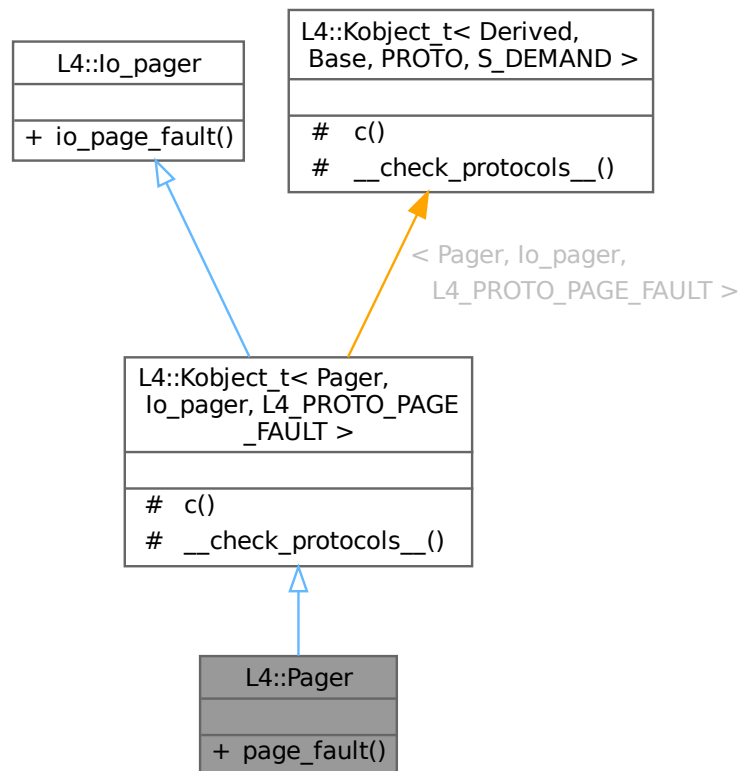 L4::Io_pager
+ io_page_fault()
L4::Kobject_t< Derived,
Base, PROTO, S_DEMAND >
# c()
# __check_protocols__()
< Pager, Io_pager,
L4_PROTO_PAGE_FAULT >
L4::Kobject_t< Pager,
Io_pager, L4_PROTO_PAGE
_FAULT >
# c()
# __check_protocols__()
L4::Pager
+ page_fault()